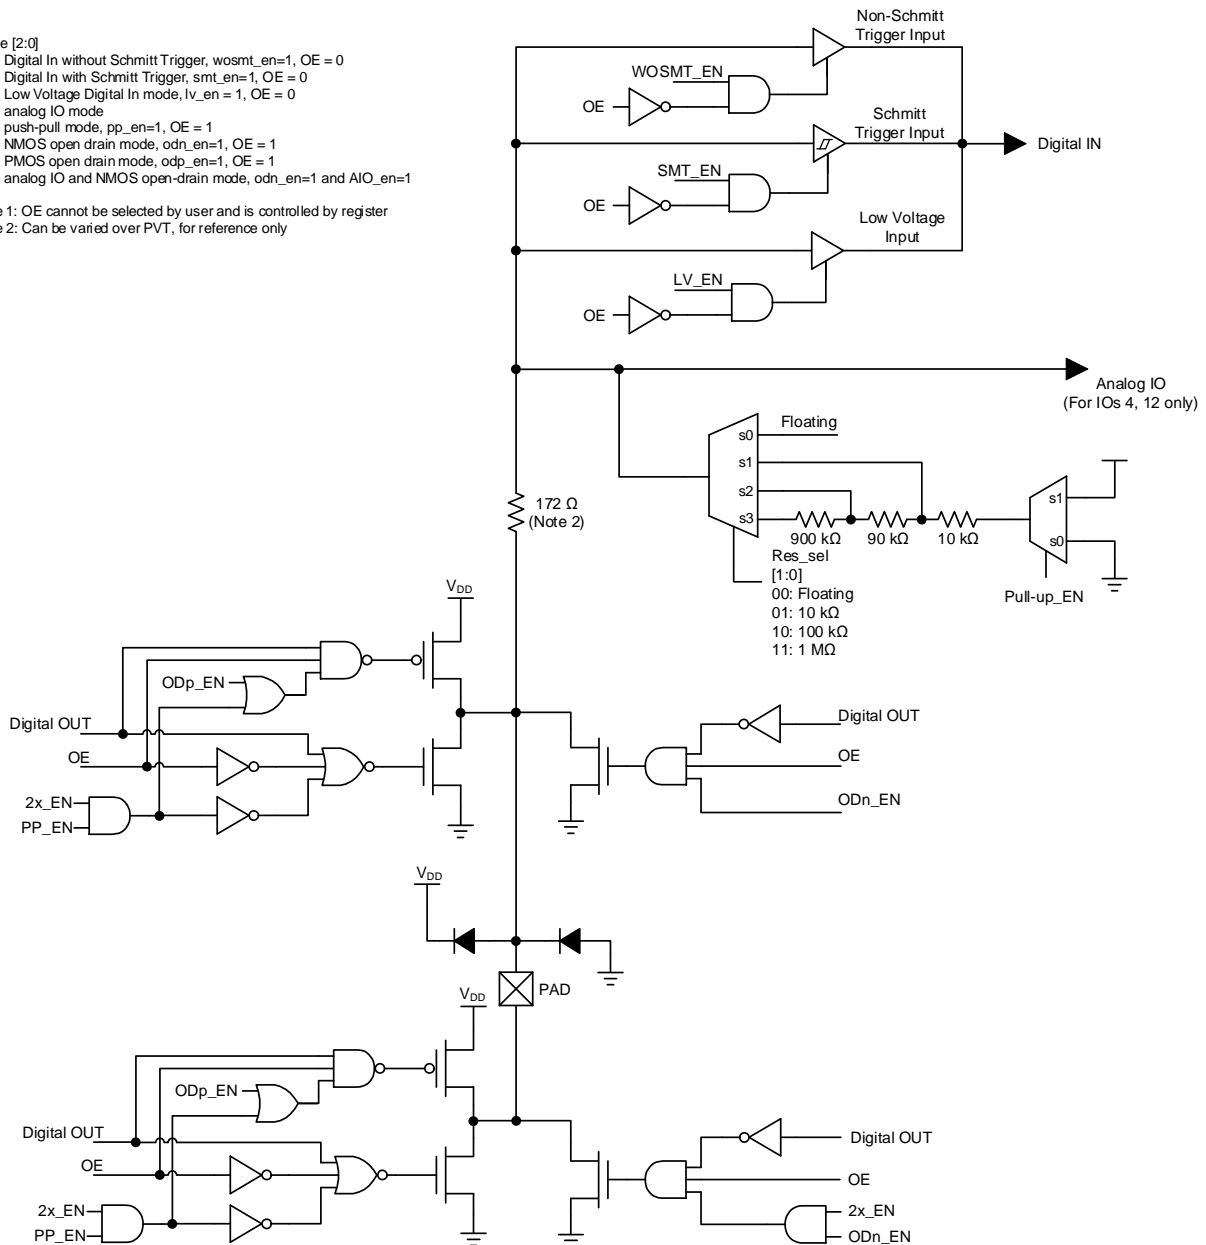 e [2:0]
Digital In without Schmitt Trigger, wosmt_en=1, OE = 0
Digital In with Schmitt Trigger, smt_en=1, OE = 0
Low Voltage Digital In mode, lv_en = 1, OE = 0
analog IO mode
push-pull mode, pp_en=1, OE = 1
NMOS open drain mode, odn_en=1, OE = 1
PMOS open drain mode, odp_en=1, OE = 1
analog IO and NMOS open-drain mode, odn_en=1 and AIO_en=1
e 1: OE cannot be selected by user and is controlled by register
e 2: Can be varied over PVT, for reference only
Non-Schmitt
Trigger Input
WOSMT_EN
OE
Schmitt
Trigger Input
Digital IN
SMT_EN
OE
Low Voltage
Input
LV_EN
OE
Analog IO
(For IOs 4, 12 only)
Floating
s0
s1
s2
s3
900 kΩ
90 kΩ
10 kΩ
s1
s0
Pull-up_EN
Res_sel
[1:0]
00: Floating
01: 10 kΩ
10: 100 kΩ
11: 1 MΩ
172 Ω
(Note 2)
VDD
ODp_EN
Digital OUT
OE
2x_EN
PP_EN
Digital OUT
OE
ODn_EN
VDD
PAD
VDD
ODp_EN
Digital OUT
OE
2x_EN
PP_EN
Digital OUT
OE
2x_EN
ODn_EN